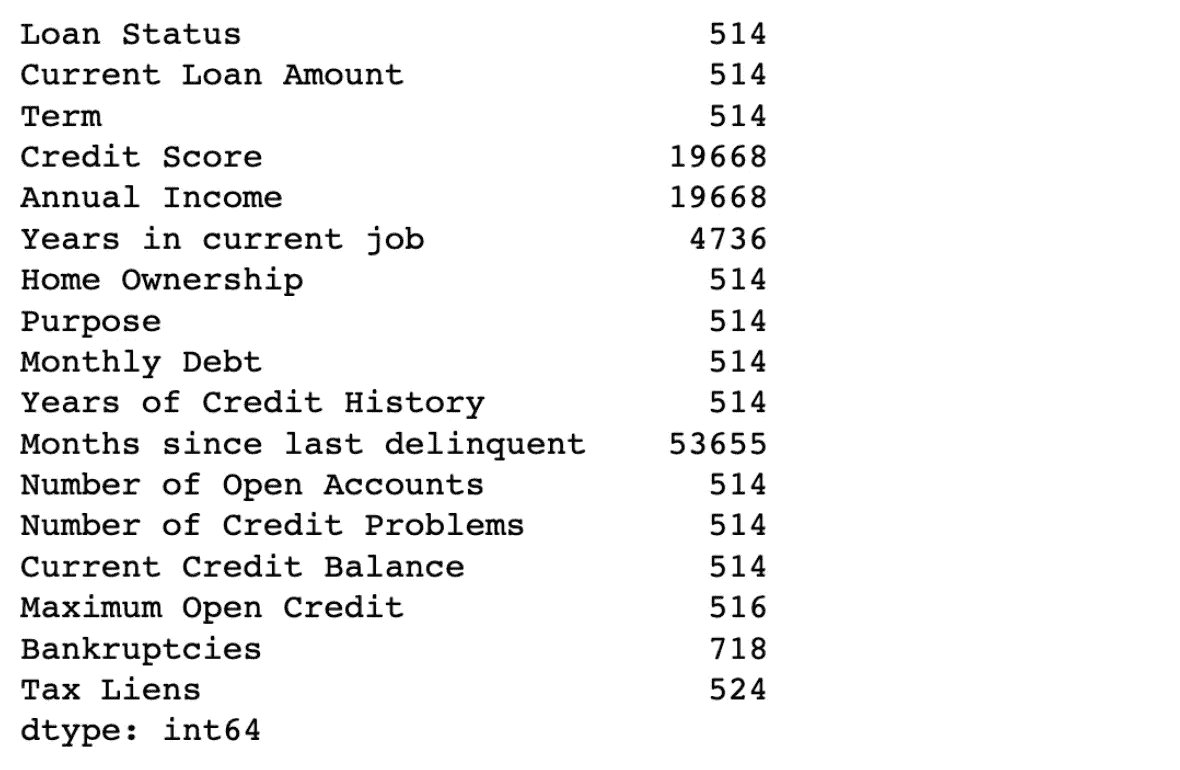 Loan Status 514
Current Loan Amount 514
Term 514
Credit Score 19668
Annual Income 19668
Years in current job 4736
Home Ownership 514
Purpose 514
Monthly Debt 514
Years of Credit History 514
Months since last delinquent 53655
Number of Open Accounts 514
Number of Credit Problems 514
Current Credit Balance 514
Maximum Open Credit 516
Bankruptcies 718
Tax Liens 524
dtype: int64